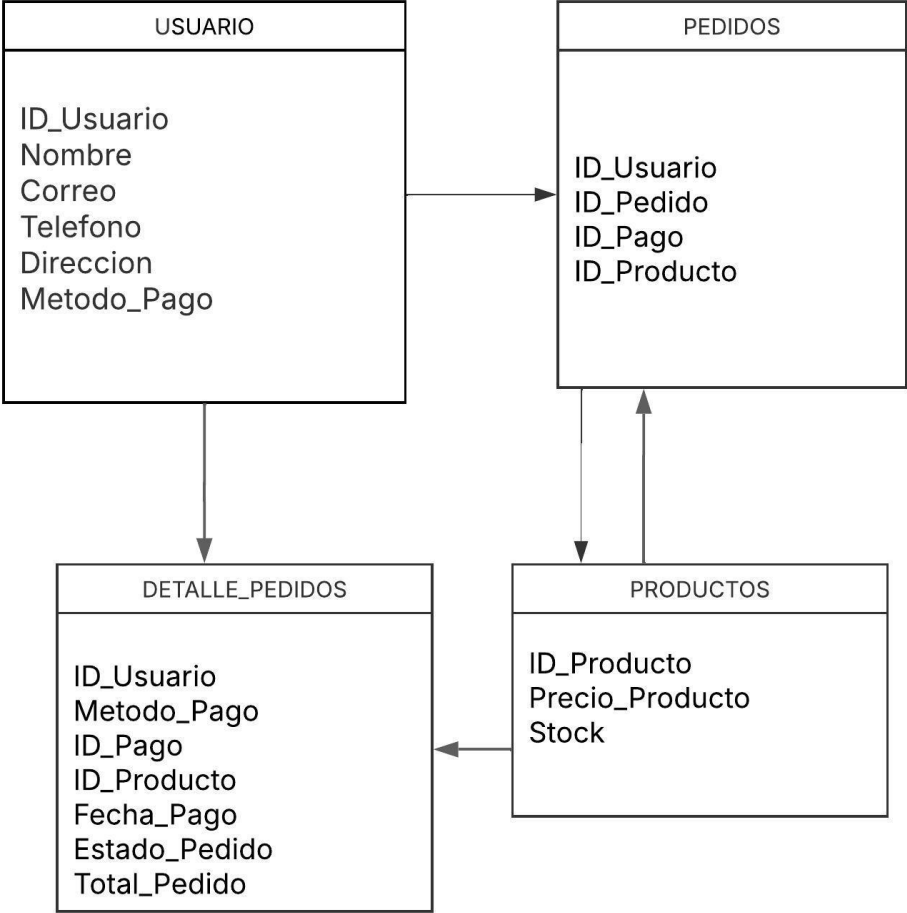 USUARIO
ID_Usuario
Nombre
Correo
Telefono
Direccion
Metodo_Pago
PEDIDOS
ID_Usuario
ID_Pedido
ID_Pago
ID_Producto
DETALLE_PEDIDOS
ID_Usuario
Metodo_Pago
ID_Pago
ID_Producto
Fecha_Pago
Estado_Pedido
Total_Pedido
PRODUCTOS
ID_Producto
Precio_Producto
Stock